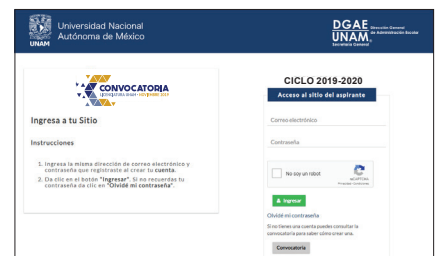 Universidad Nacional
Autónoma de México
UNAM
DGAE
UNAM
Dirección General
de Administración Escolar
Secretaría General
CONVOCATORIA
LICENCIATURA UNAM - NOVIEMBRE 2019
Ingresa a tu Sitio
Instrucciones
1. Ingresa la misma dirección de correo electrónico y
contraseña que registraste al crear tu cuenta.
2. Da clic en el botón "Ingresar". Si no recuerdas tu
contraseña da clic en "Olvidé mi contraseña".
CICLO 2019-2020
Acceso al sitio del aspirante
Correo electrónico
Contraseña
No soy un robot
reCAPTCHA
Privacidad - Condiciones
Ingresar
Olvidé mi contraseña
Si no tienes una cuenta puedes consultar la
convocatoria para saber cómo crear una.
Convocatoria